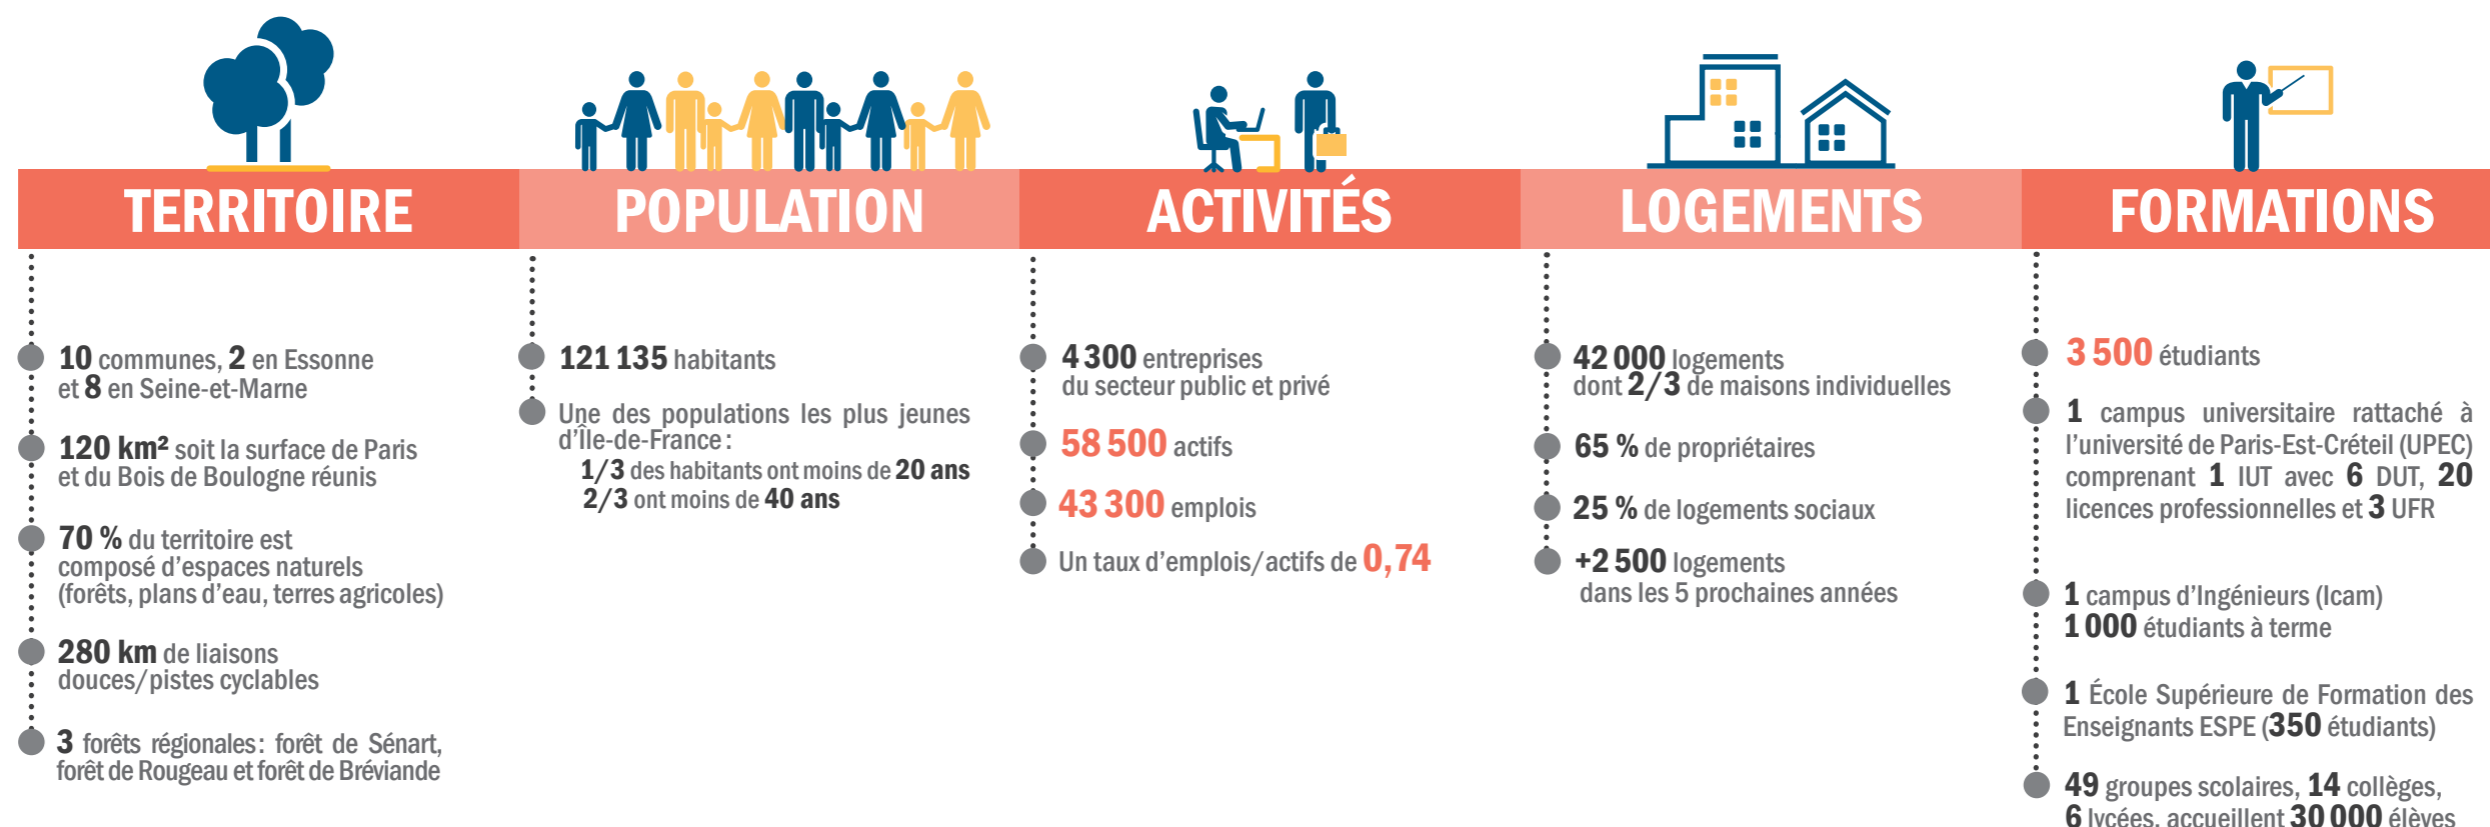 TERRITOIRE
10 communes, 2 en Essonne
et 8 en Seine-et-Marne
120 km² soit la surface de Paris
et du Bois de Boulogne réunis
70 % du territoire est
composé d'espaces naturels
(forêts, plans d'eau, terres agricoles)
280 km de liaisons
douces/pistes cyclables
3 forêts régionales: forêt de Sénart,
forêt de Rougeau et forêt de Bréviande
POPULATION
121 135 habitants
Une des populations les plus jeunes
d'Île-de-France:
1/3 des habitants ont moins de 20 ans
2/3 ont moins de 40 ans
ACTIVITÉS
4 300 entreprises
du secteur public et privé
58 500 actifs
43 300 emplois
Un taux d'emplois/actifs de 0,74
LOGEMENTS
42 000 logements
dont 2/3 de maisons individuelles
65 % de propriétaires
25 % de logements sociaux
+2 500 logements
dans les 5 prochaines années
FORMATIONS
3 500 étudiants
1 campus universitaire rattaché à
l'université de Paris-Est-Créteil (UPEC)
comprenant 1 IUT avec 6 DUT, 20
licences professionnelles et 3 UFR
1 campus d'Ingénieurs (Icam)
1 000 étudiants à terme
1 École Supérieure de Formation des
Enseignants ESPE (350 étudiants)
49 groupes scolaires, 14 collèges,
6 lycées, accueillent 30 000 élèves